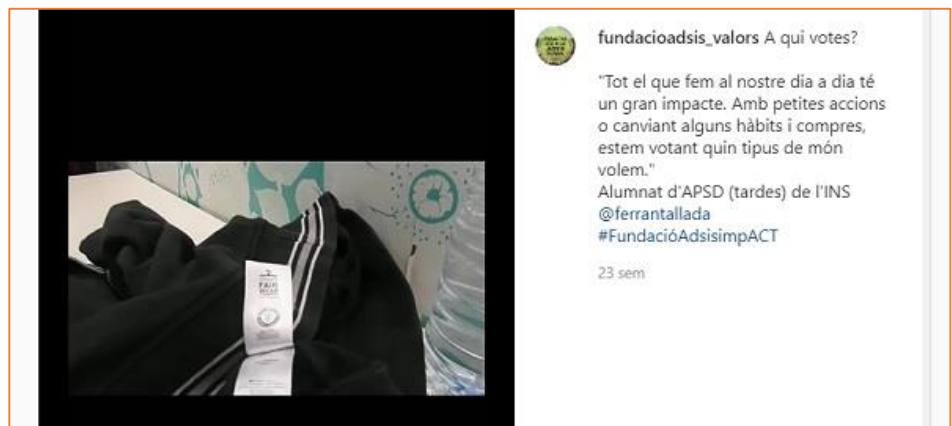 fundacioadsis_valors A qui votes?
"Tot el que fem al nostre dia a dia té
un gran impacte. Amb petites accions
o canviant alguns hàbits i compres,
estem votant quin tipus de món
volem."
Alumnat d'APSD (tardes) de l'INS
@ferrantallada
#FundacióAdsisimpACT
23 sem
FAIR
WEAR